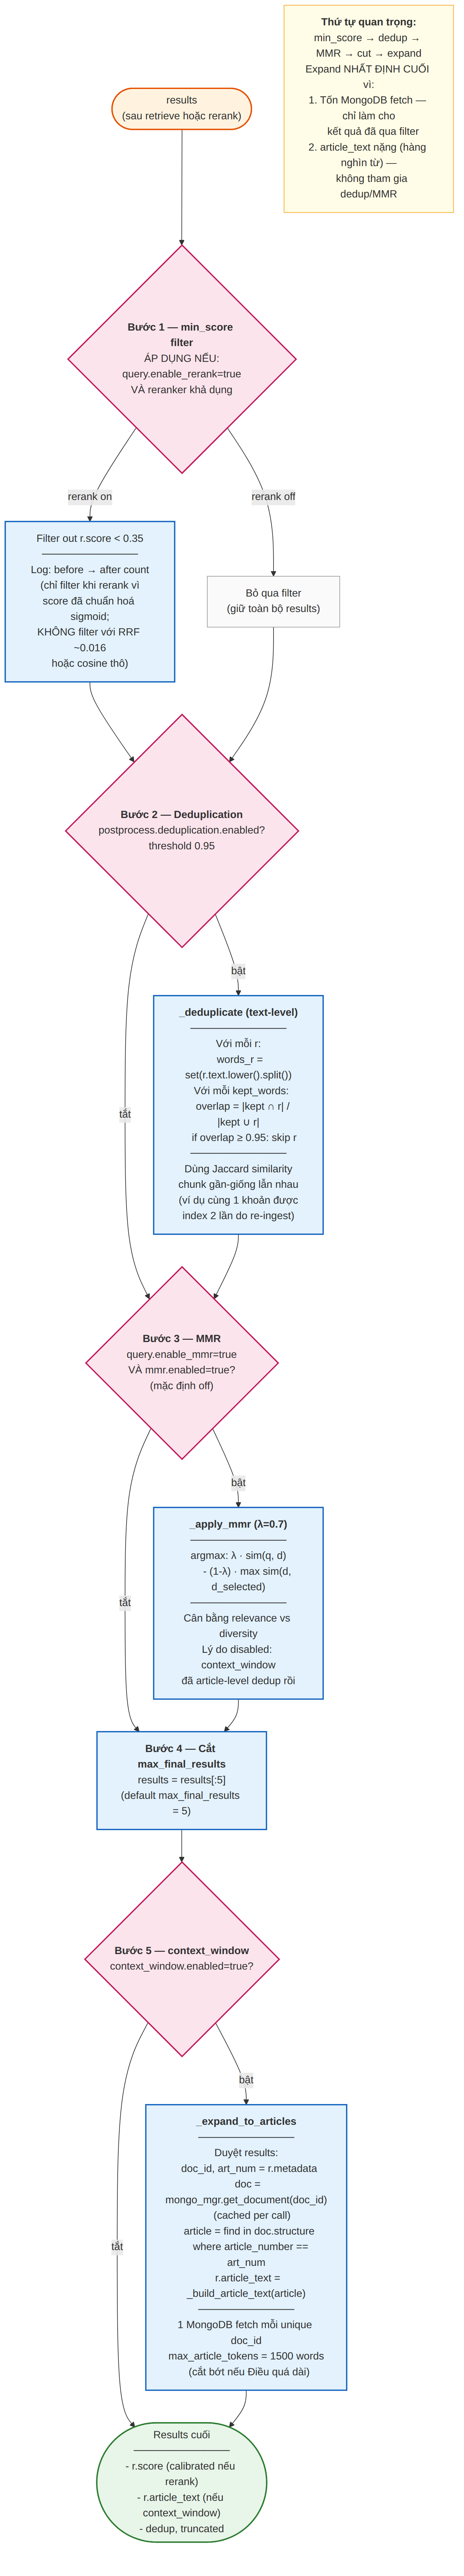 Thứ tự quan trọng:
min_score → dedup →
MMR → cut → expand
Expand NHẤT ĐỊNH CUỐI
vì:
1. Tốn MongoDB fetch —
chỉ làm cho
kết quả đã qua filter
2. article_text nặng (hàng
nghìn từ) —
không tham gia
dedup/MMR
results
(sau retrieve hoặc rerank)
Bước 1 — min_score
filter
ÁP DỤNG NẾU:
query.enable_rerank=true
VÀ reranker khả dụng
rerank on
rerank off
Filter out r.score < 0.35
Log: before → after count
(chỉ filter khi rerank vì
score đã chuẩn hoá
sigmoid;
KHÔNG filter với RRF
~0.016
hoặc cosine thô)
Bỏ qua filter
(giữ toàn bộ results)
Bước 2 — Deduplication
postprocess.deduplication.enabled?
threshold 0.95
bật
tắt
_deduplicate (text-level)
Với mỗi r:
words_r =
set(r.text.lower().split())
Với mỗi kept_words:
overlap = |kept ∩ r| /
|kept ∪ r|
if overlap ≥ 0.95: skip r
Dùng Jaccard similarity
chunk gần-giống lẫn nhau
(ví dụ cùng 1 khoản được
index 2 lần do re-ingest)
Bước 3 — MMR
query.enable_mmr=true
VÀ mmr.enabled=true?
(mặc định off)
bật
tắt
_apply_mmr (λ=0.7)
argmax: λ · sim(q, d)
- (1-λ) · max sim(d,
d_selected)
Cân bằng relevance vs
diversity
Lý do disabled:
context_window
đã article-level dedup rồi
Bước 4 — Cắt
max_final_results
results = results[:5]
(default max_final_results
= 5)
Bước 5 — context_window
context_window.enabled=true?
bật
tắt
_expand_to_articles
Duyệt results:
doc_id, art_num = r.metadata
doc =
mongo_mgr.get_document(doc_id)
(cached per call)
article = find in doc.structure
where article_number ==
art_num
r.article_text =
_build_article_text(article)
1 MongoDB fetch mỗi unique
doc_id
max_article_tokens = 1500 words
(cắt bớt nếu Điều quá dài)
Results cuối
- r.score (calibrated nếu
rerank)
- r.article_text (nếu
context_window)
- dedup, truncated